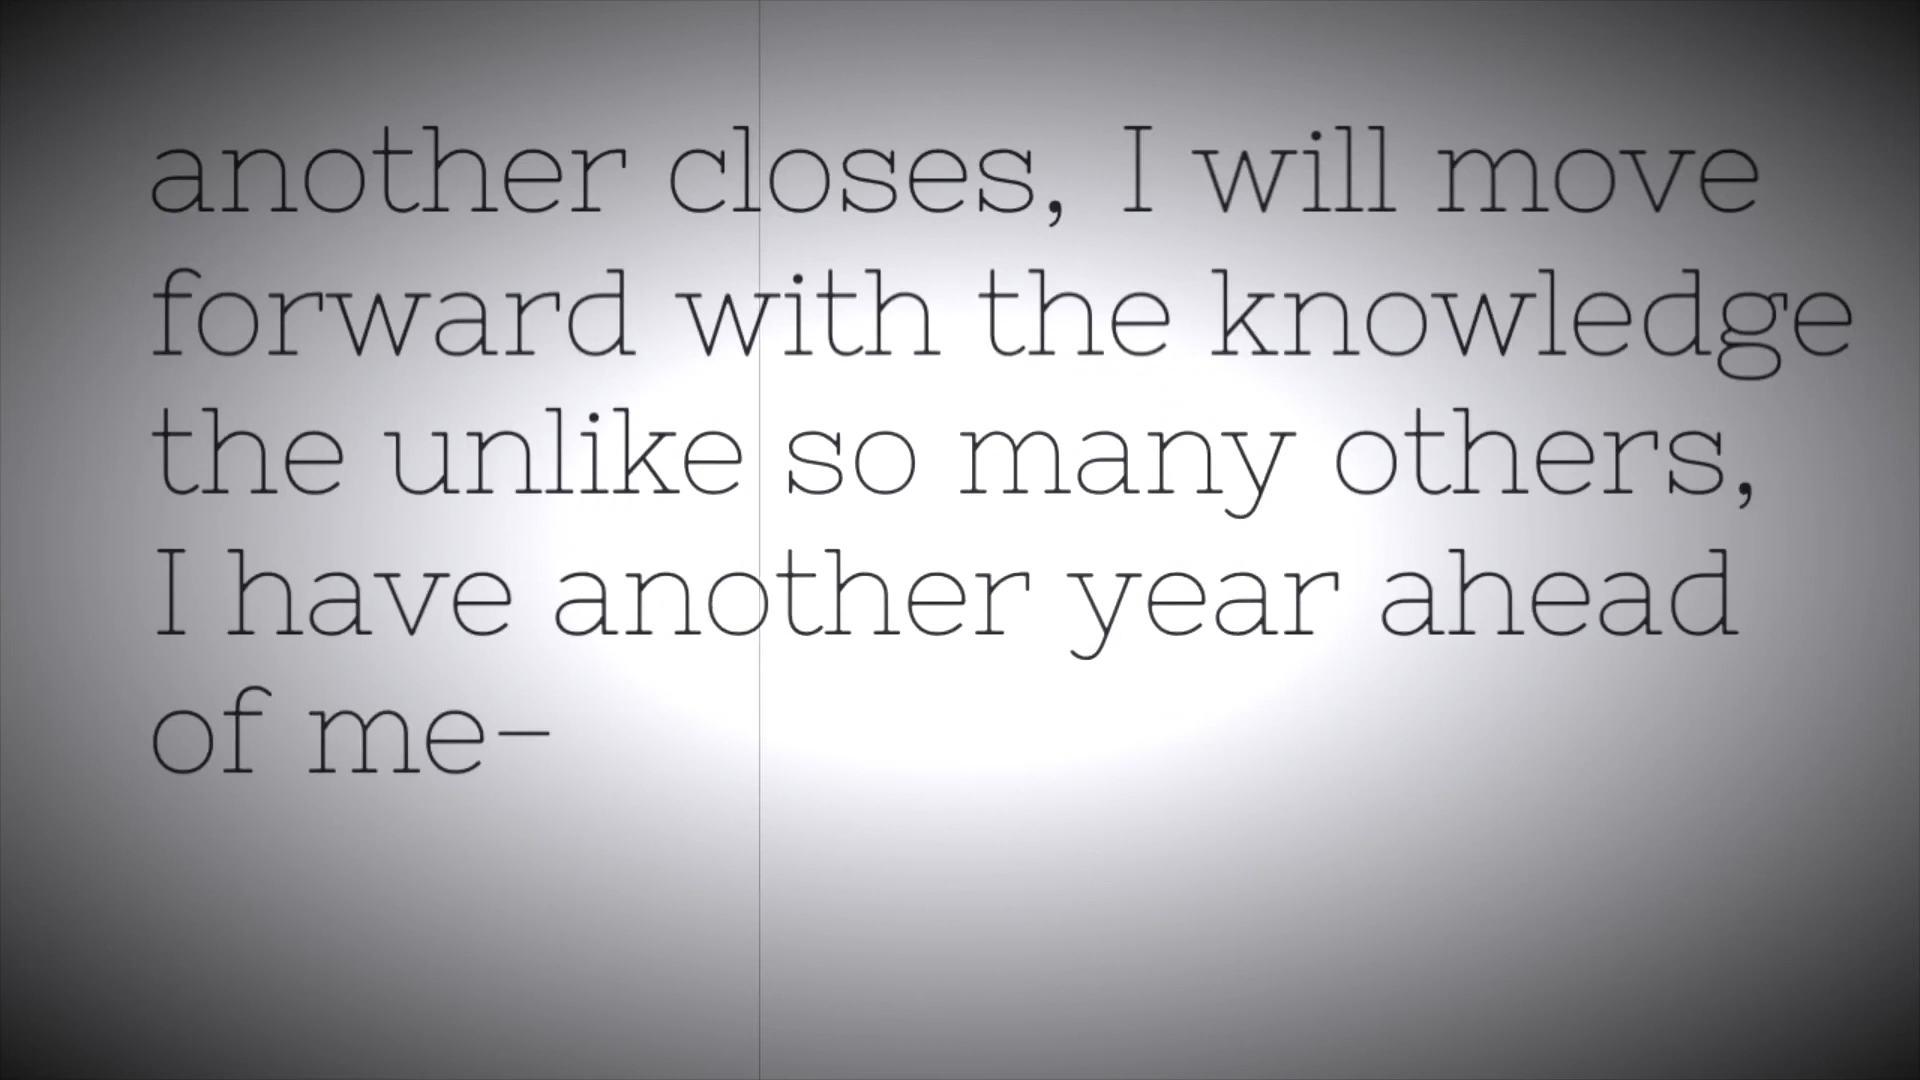 another closes, I will move
forward with the knowledge
the unlike so many others,
I have another year ahead
of me–